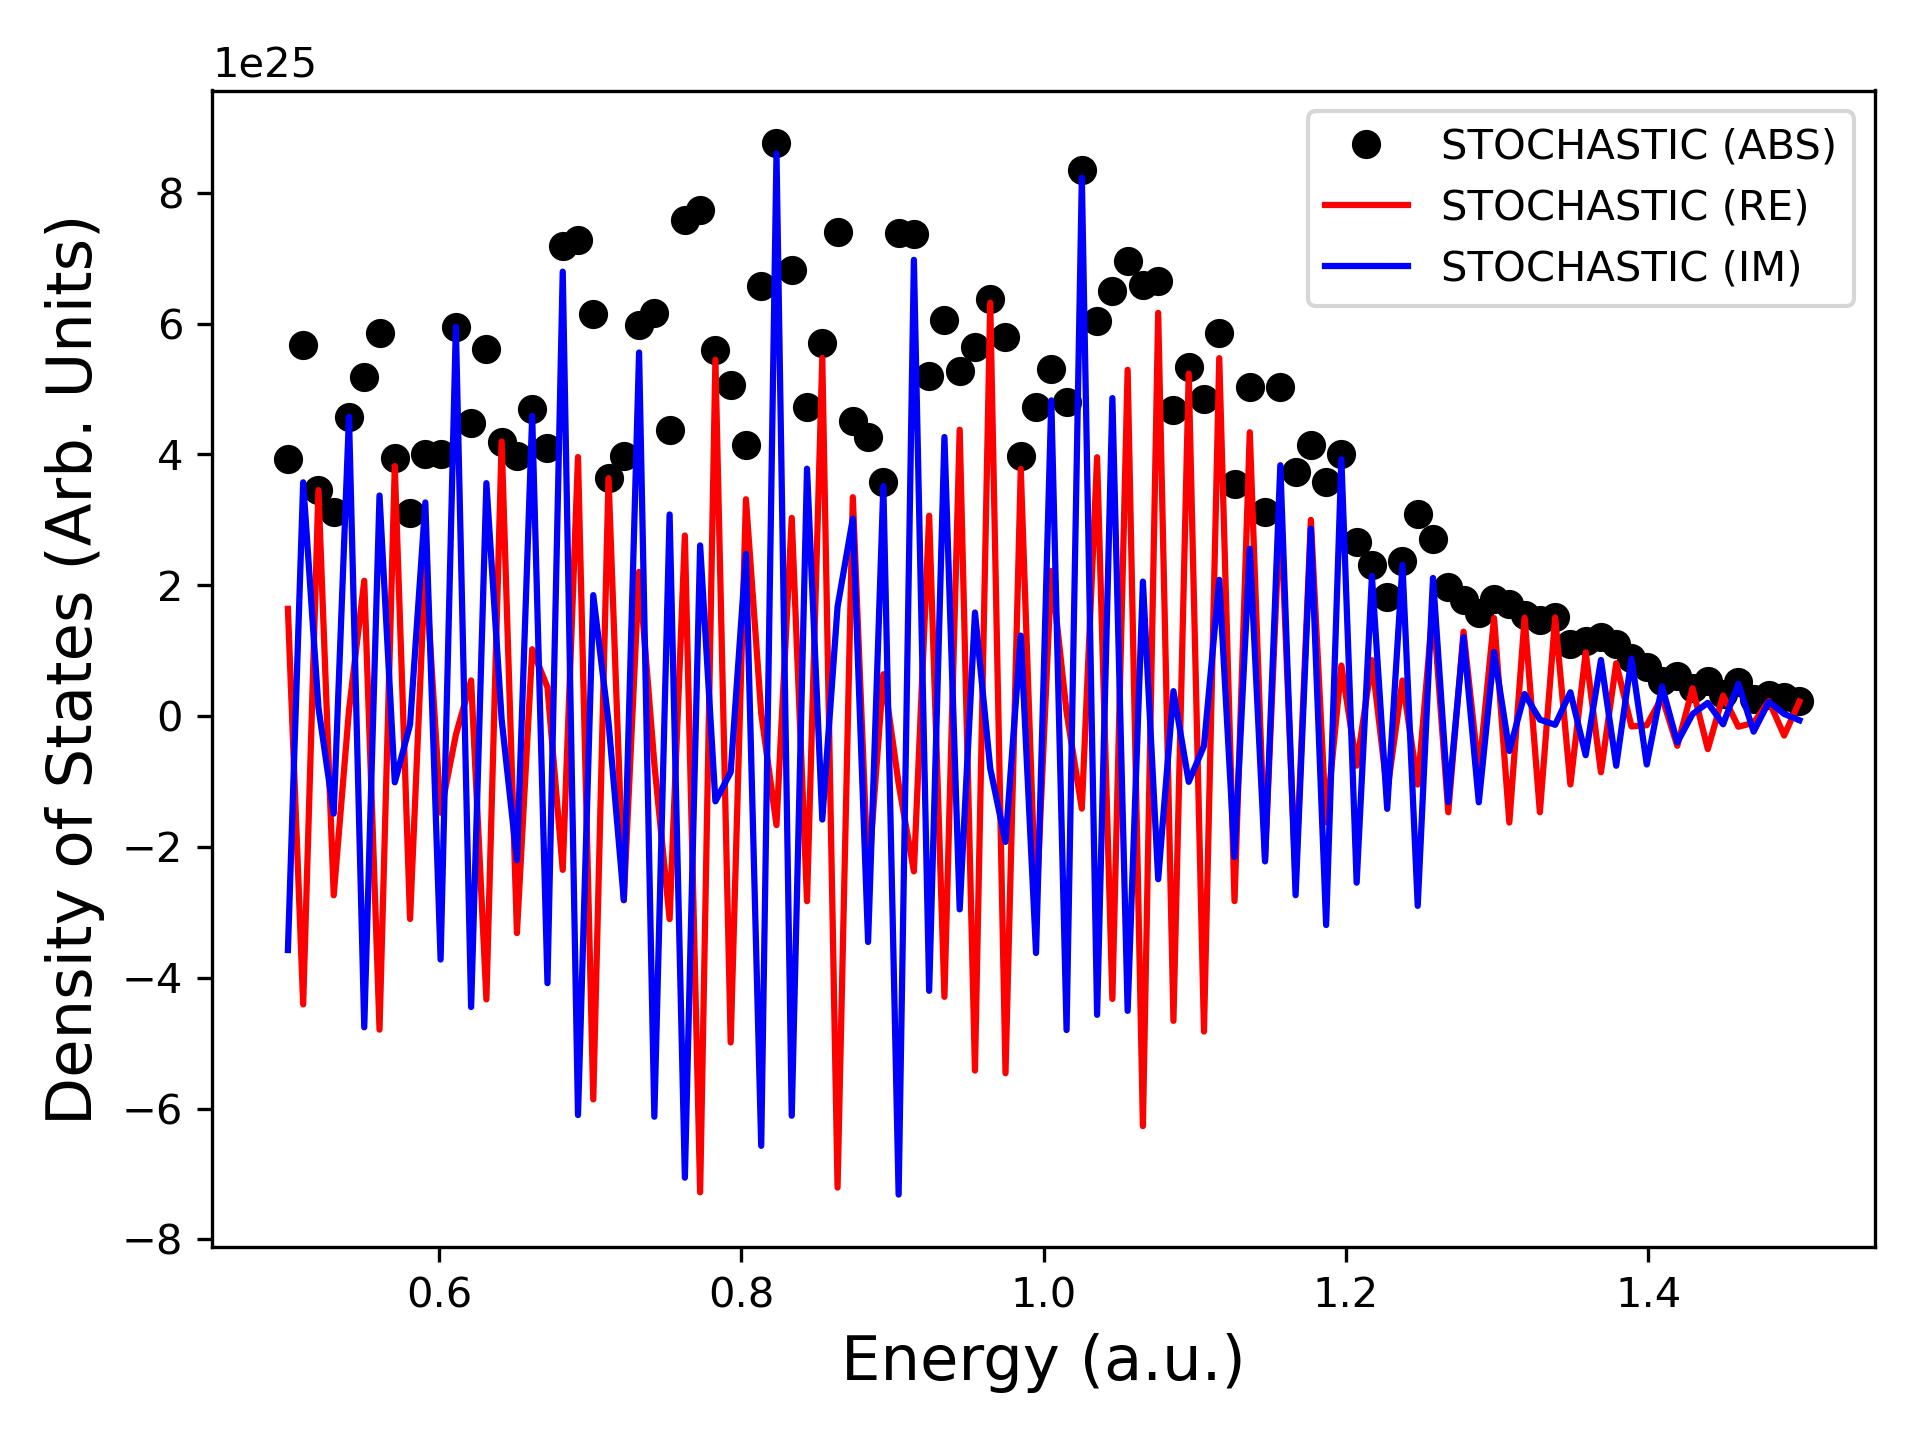 1e25
STOCHASTIC (ABS)
STOCHASTIC (RE)
STOCHASTIC (IM)
Density of States (Arb. Units)
8
6
4
2
0
−2
−4
−6
−8
0.6 0.8 1.0 1.2 1.4
Energy (a.u.)